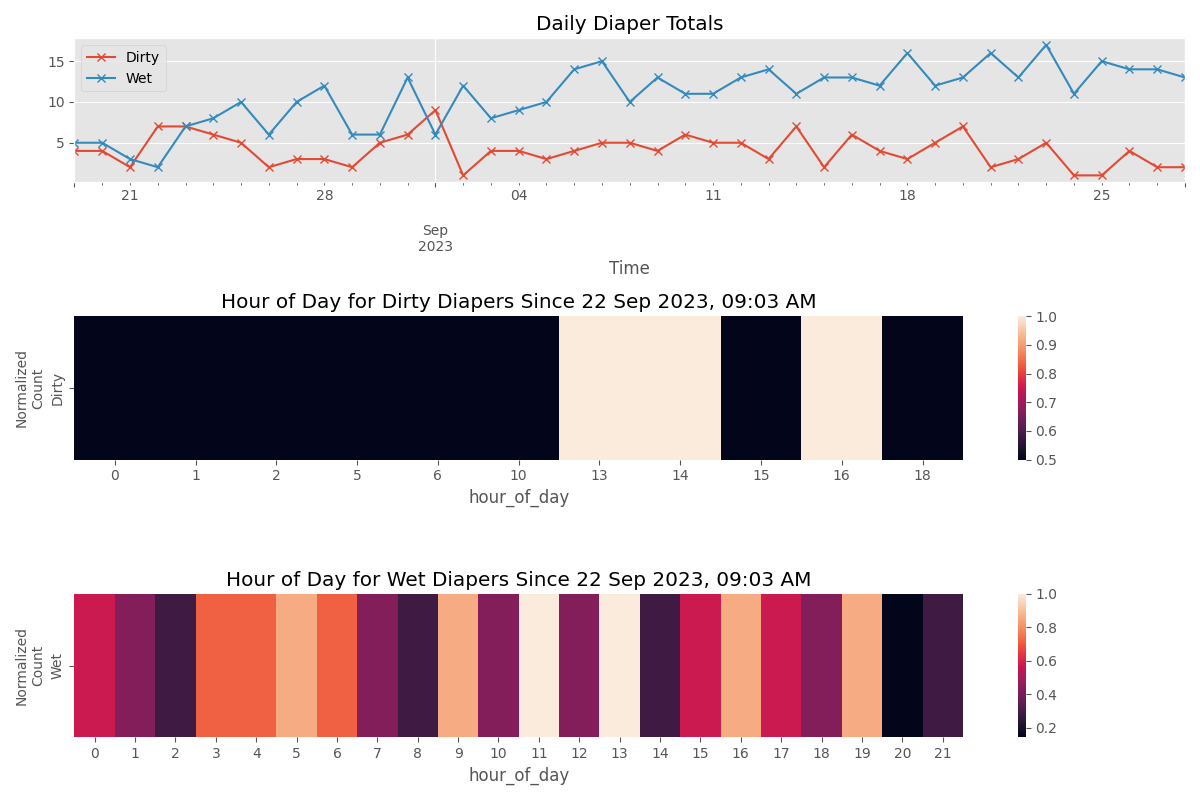 Daily Diaper Totals
Dirty
Wet
15
10
5
21 28 04 11 18 25
Sep
2023
Time
Hour of Day for Dirty Diapers Since 22 Sep 2023, 09:03 AM
Normalized
Count
Dirty
1.0
0.9
0.8
0.7
0.6
0.5
0 1 2 5 6 10 13 14 15 16 18
hour_of_day
Hour of Day for Wet Diapers Since 22 Sep 2023, 09:03 AM
Normalized
Count
Wet
1.0
0.8
0.6
0.4
0.2
0 1 2 3 4 5 6 7 8 9 10 11 12 13 14 15 16 17 18 19 20 21
hour_of_day